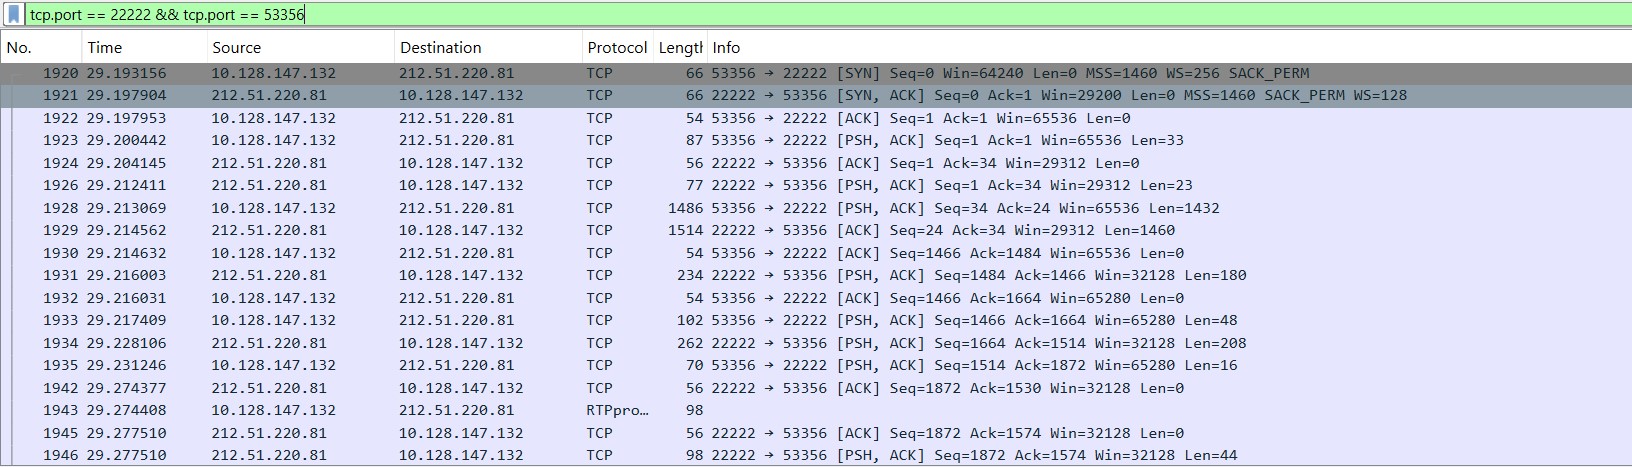 tcp.port == 22222 && tcp.port == 53356
No. Time Source Destination Protocol Length Info
1920 29.193156 10.128.147.132 212.51.220.81 TCP 66 53356 → 22222 [SYN] Seq=0 Win=64240 Len=0 MSS=1460 WS=256 SACK_PERM
1921 29.197904 212.51.220.81 10.128.147.132 TCP 66 22222 → 53356 [SYN, ACK] Seq=0 Ack=1 Win=29200 Len=0 MSS=1460 SACK_PERM WS=128
1922 29.197953 10.128.147.132 212.51.220.81 TCP 54 53356 → 22222 [ACK] Seq=1 Ack=1 Win=65536 Len=0
1923 29.200442 10.128.147.132 212.51.220.81 TCP 87 53356 → 22222 [PSH, ACK] Seq=1 Ack=1 Win=65536 Len=33
1924 29.204145 212.51.220.81 10.128.147.132 TCP 56 22222 → 53356 [ACK] Seq=1 Ack=34 Win=29312 Len=0
1926 29.212411 212.51.220.81 10.128.147.132 TCP 77 22222 → 53356 [PSH, ACK] Seq=1 Ack=34 Win=29312 Len=23
1928 29.213069 10.128.147.132 212.51.220.81 TCP 1486 53356 → 22222 [PSH, ACK] Seq=34 Ack=24 Win=65536 Len=1432
1929 29.214562 212.51.220.81 10.128.147.132 TCP 1514 22222 → 53356 [ACK] Seq=24 Ack=34 Win=29312 Len=1460
1930 29.214632 10.128.147.132 212.51.220.81 TCP 54 53356 → 22222 [ACK] Seq=1466 Ack=1484 Win=65536 Len=0
1931 29.216003 212.51.220.81 10.128.147.132 TCP 234 22222 → 53356 [PSH, ACK] Seq=1484 Ack=1466 Win=32128 Len=180
1932 29.216031 10.128.147.132 212.51.220.81 TCP 54 53356 → 22222 [ACK] Seq=1466 Ack=1664 Win=65280 Len=0
1933 29.217409 10.128.147.132 212.51.220.81 TCP 102 53356 → 22222 [PSH, ACK] Seq=1466 Ack=1664 Win=65280 Len=48
1934 29.228106 212.51.220.81 10.128.147.132 TCP 262 22222 → 53356 [PSH, ACK] Seq=1664 Ack=1514 Win=32128 Len=208
1935 29.231246 10.128.147.132 212.51.220.81 TCP 70 53356 → 22222 [PSH, ACK] Seq=1514 Ack=1872 Win=65280 Len=16
1942 29.274377 212.51.220.81 10.128.147.132 TCP 56 22222 → 53356 [ACK] Seq=1872 Ack=1530 Win=32128 Len=0
1943 29.274408 10.128.147.132 212.51.220.81 RTPpro… 98
1945 29.277510 212.51.220.81 10.128.147.132 TCP 56 22222 → 53356 [ACK] Seq=1872 Ack=1574 Win=32128 Len=0
1946 29.277510 212.51.220.81 10.128.147.132 TCP 98 22222 → 53356 [PSH, ACK] Seq=1872 Ack=1574 Win=32128 Len=44